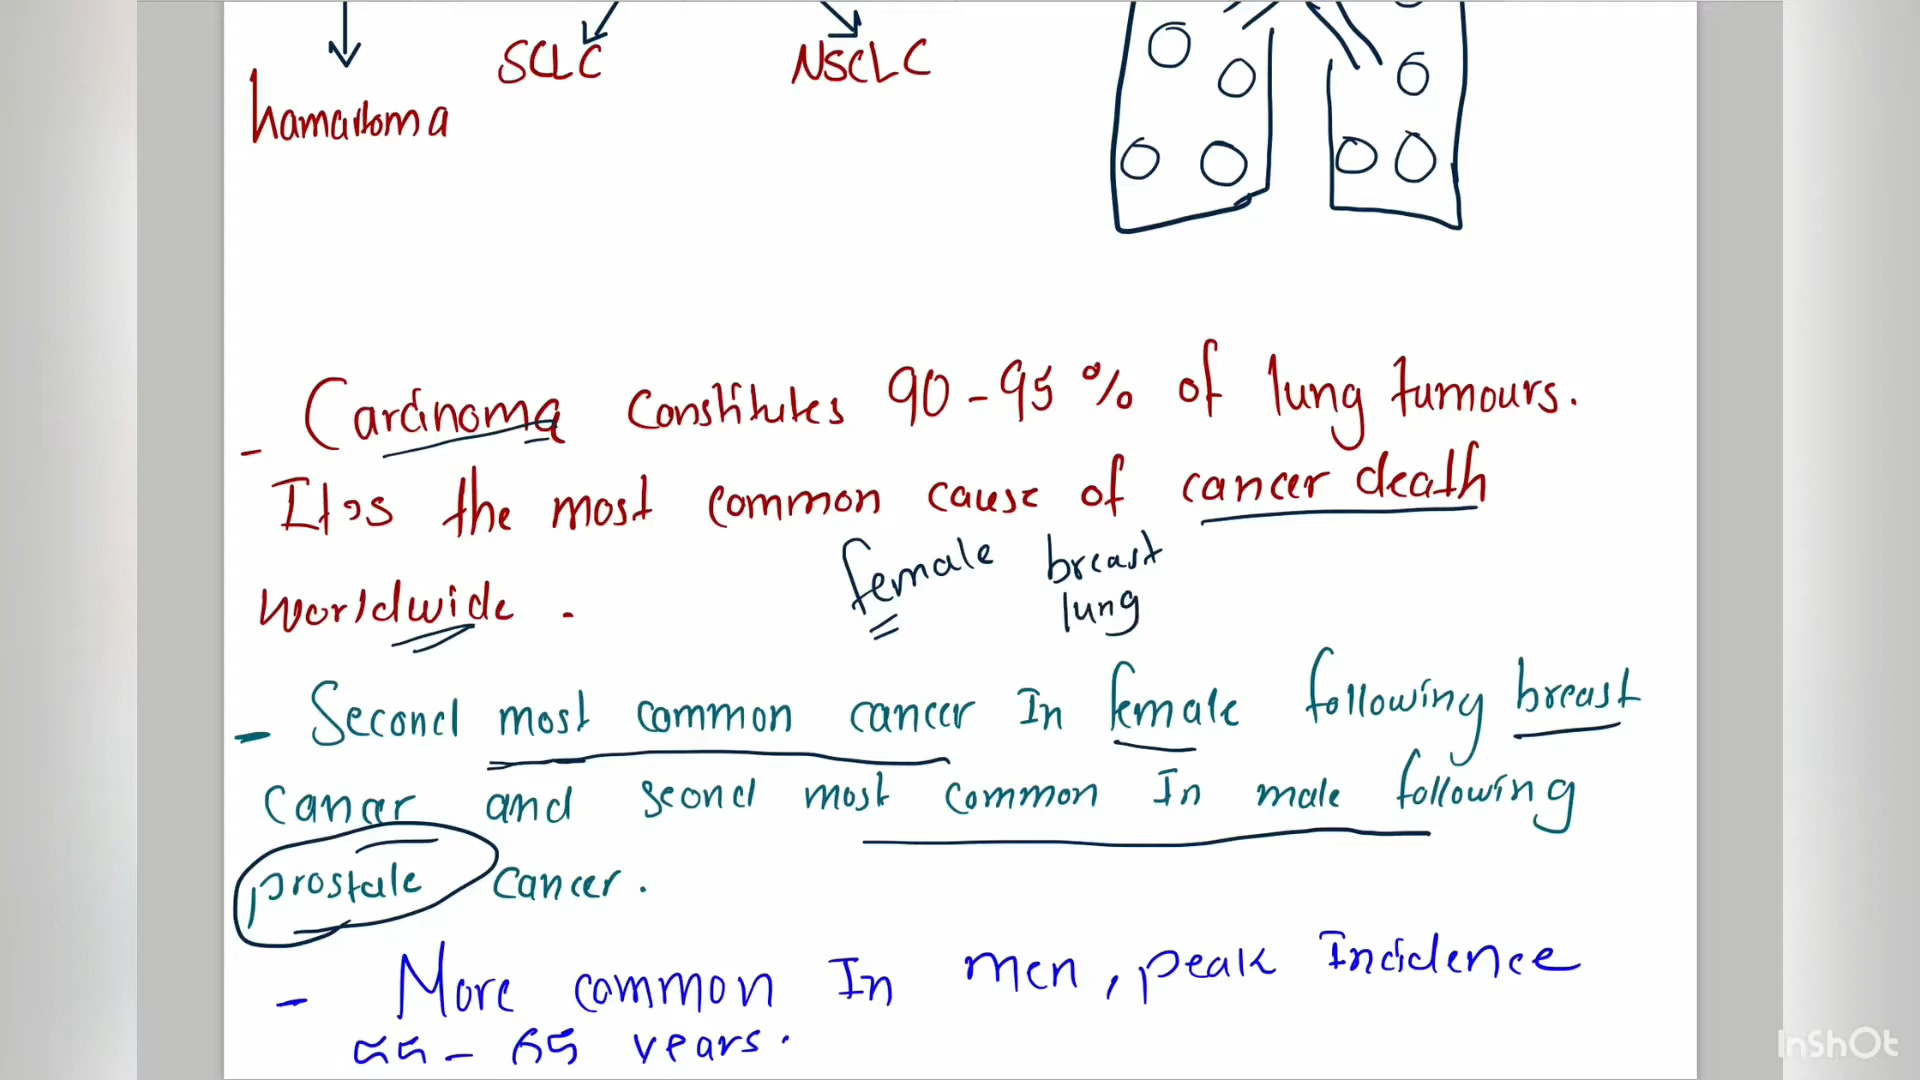 SCLC
NSCLC
hamartoma
- Carcinoma constitutes 90-95% of lung tumours.
It is the most common cause of cancer death
female breast
lung
worldwide.
- Second most common cancer In female following breast
cancer and second most common In male following
prostate cancer.
- More common In men, peak Incidence
55-65 years.
InShOt